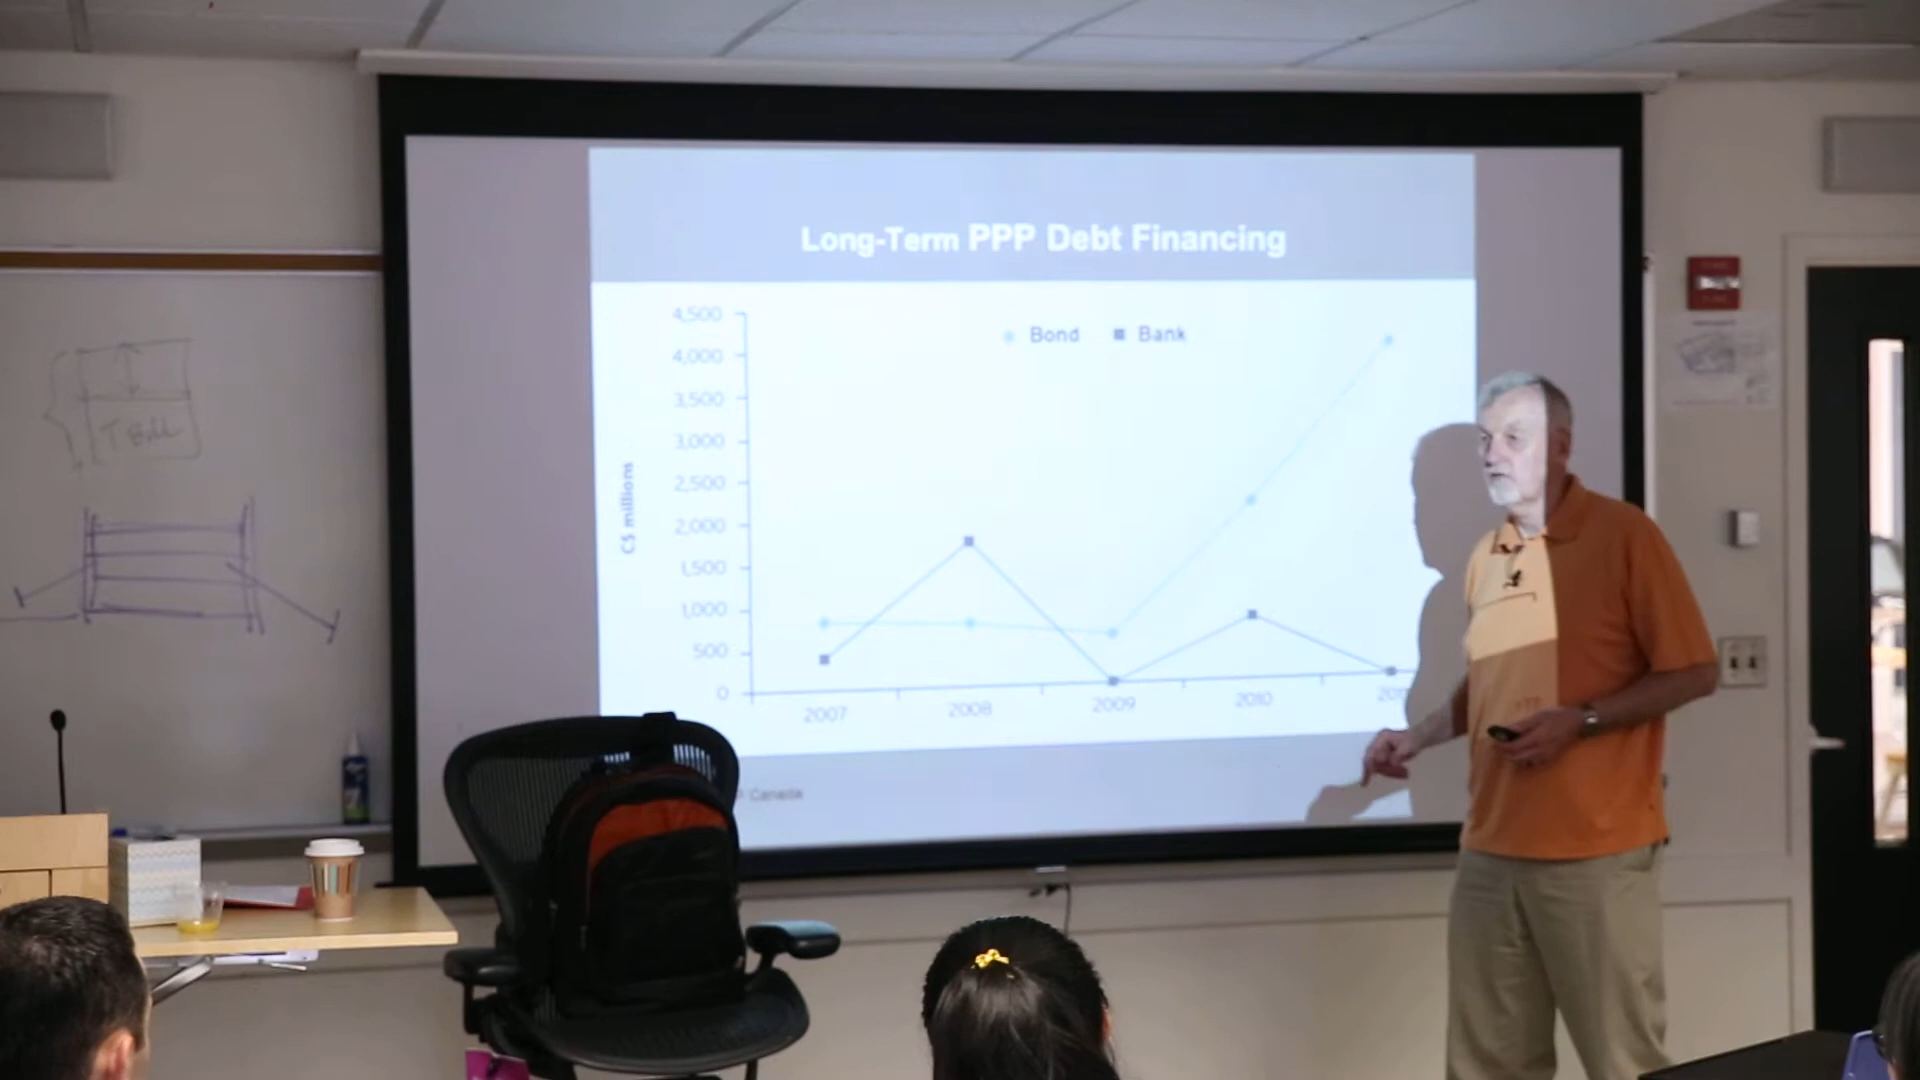 Long-Term PPP Debt Financing
Bond Bank
4,500
4,000
3,500
3,000
2,500
2,000
1,500
1,000
500
0
C$ millions
2007 2008 2009 2010
Canada
T Bill